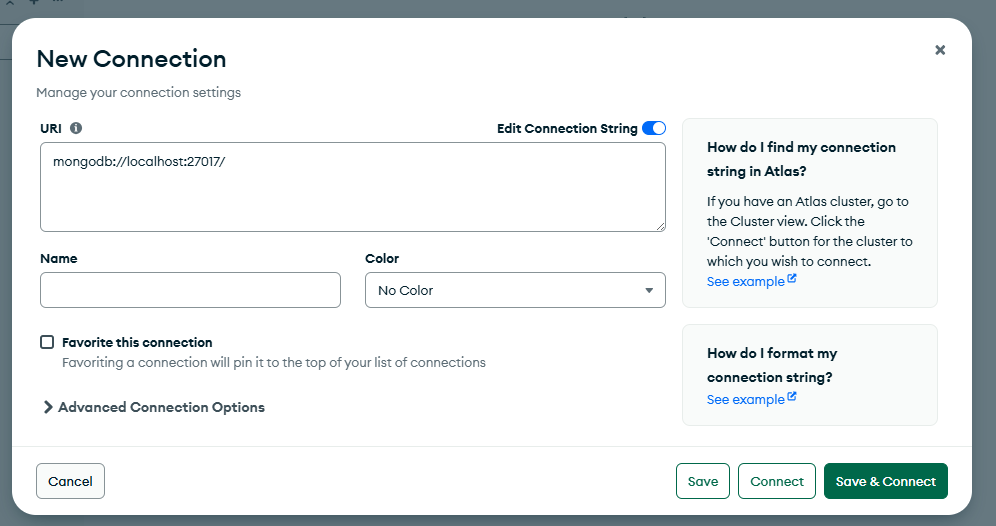 New Connection
Manage your connection settings
URI
Edit Connection String
mongodb://localhost:27017/
Name
Color
No Color
Favorite this connection
Favoriting a connection will pin it to the top of your list of connections
Advanced Connection Options
How do I find my connection
string in Atlas?
If you have an Atlas cluster, go to
the Cluster view. Click the
'Connect' button for the cluster to
which you wish to connect.
See example
How do I format my
connection string?
See example
Cancel
Save
Connect
Save & Connect